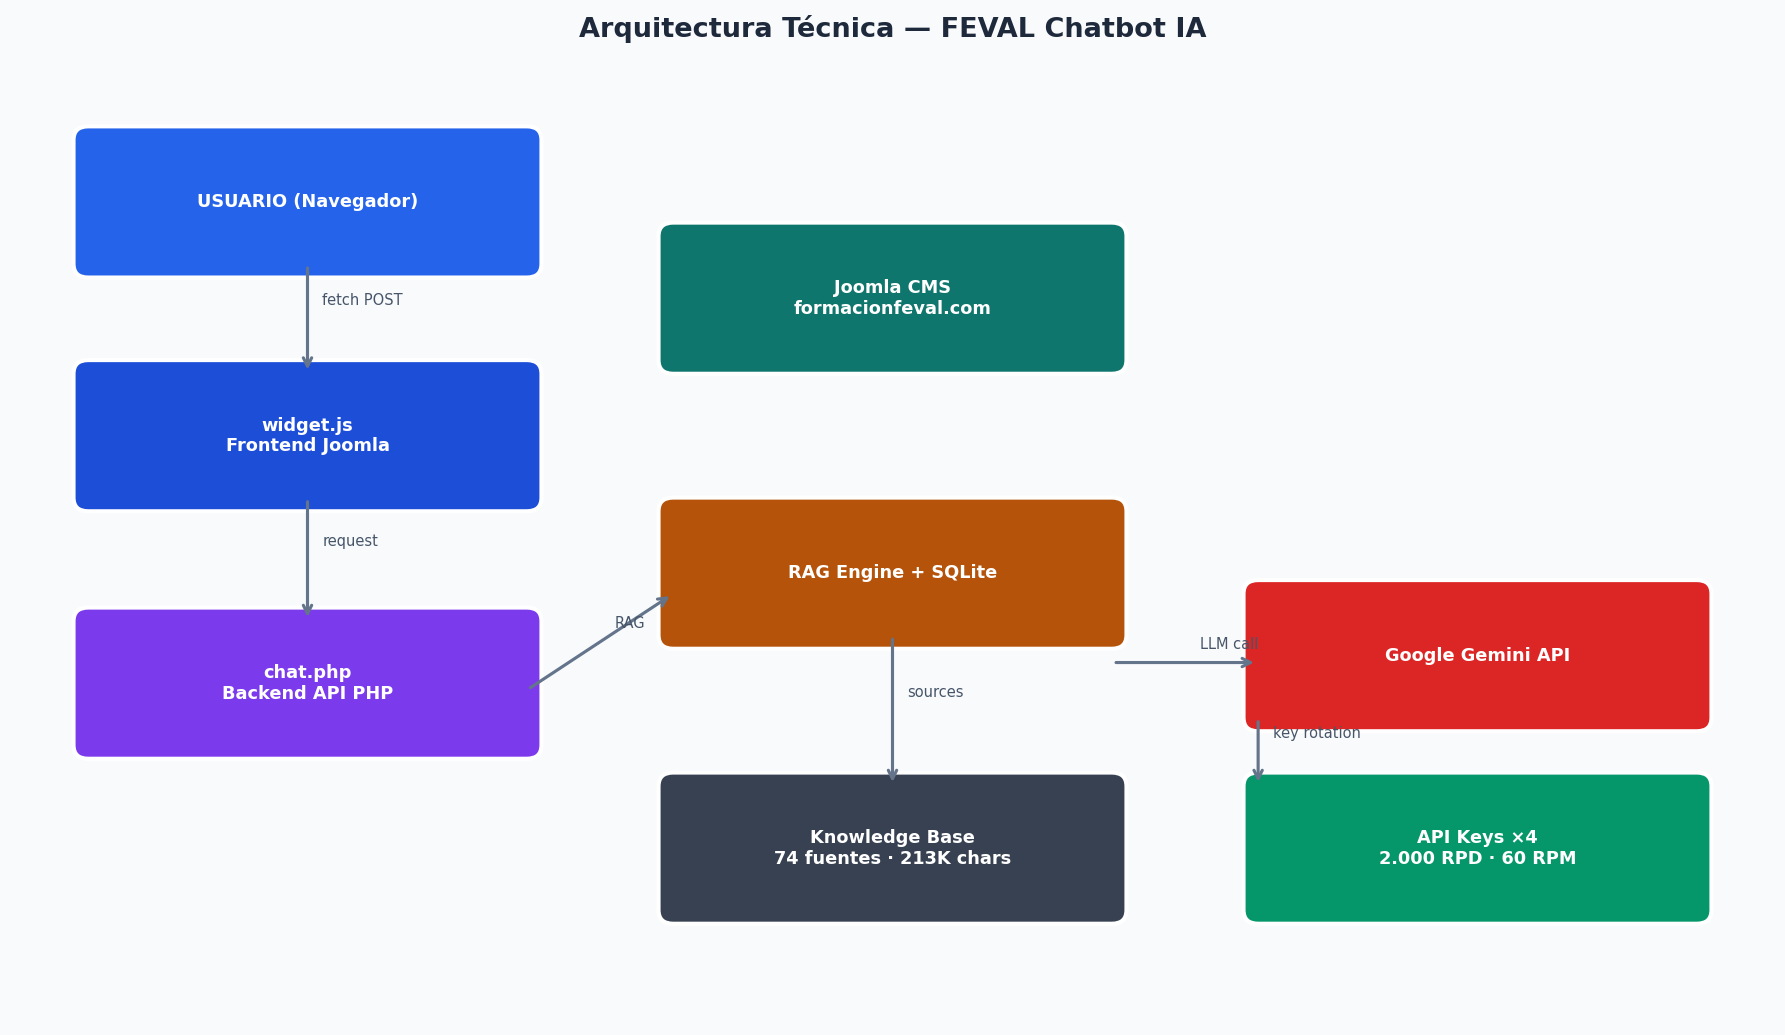 Arquitectura Técnica — FEVAL Chatbot IA
USUARIO (Navegador)
fetch POST
widget.js
Frontend Joomla
request
chat.php
Backend API PHP
Joomla CMS
formacionfeval.com
RAG
RAG Engine + SQLite
sources
Knowledge Base
74 fuentes · 213K chars
LLM call
Google Gemini API
key rotation
API Keys ×4
2.000 RPD · 60 RPM